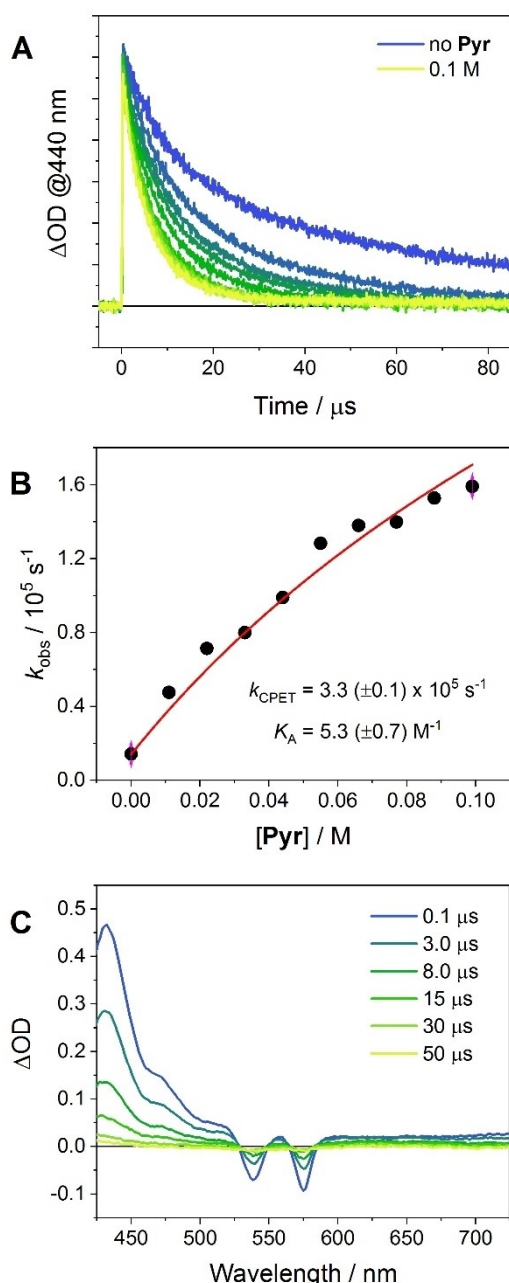 A
no Pyr
0.1 M
ΔOD @440 nm
0 20 40 60 80
Time / μs
B
1.6
1.2
0.8
0.4
0.0
k_obs / 10⁵ s⁻¹
k_CPET = 3.3 (±0.1) x 10⁵ s⁻¹
K_A = 5.3 (±0.7) M⁻¹
0.00 0.02 0.04 0.06 0.08 0.10
[Pyr] / M
C
0.5
0.4
0.3
0.2
0.1
0.0
-0.1
ΔOD
0.1 μs
3.0 μs
8.0 μs
15 μs
30 μs
50 μs
450 500 550 600 650 700
Wavelength / nm